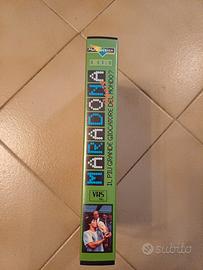 MARADONA
IL PIÙ GRANDE GIOCATORE DEL MONDO
VHS
subito